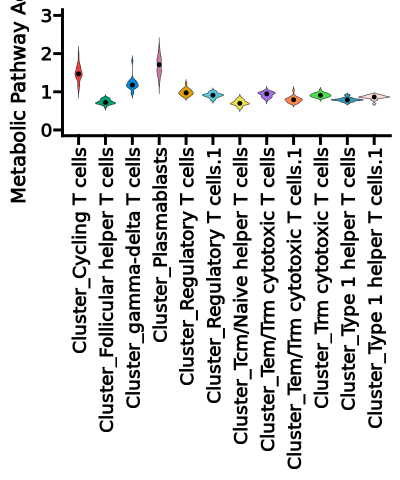 Metabolic Pathway
3
2
1
0
Cluster_Cycling T cells
Cluster_Follicular helper T cells
Cluster_gamma-delta T cells
Cluster_Plasmablasts
Cluster_Regulatory T cells
Cluster_Regulatory T cells.1
Cluster_Tcm/Naive helper T cells
Cluster_Tem/Trm cytotoxic T cells
Cluster_Tem/Trm cytotoxic T cells.1
Cluster_Trm cytotoxic T cells
Cluster_Type 1 helper T cells
Cluster_Type 1 helper T cells.1